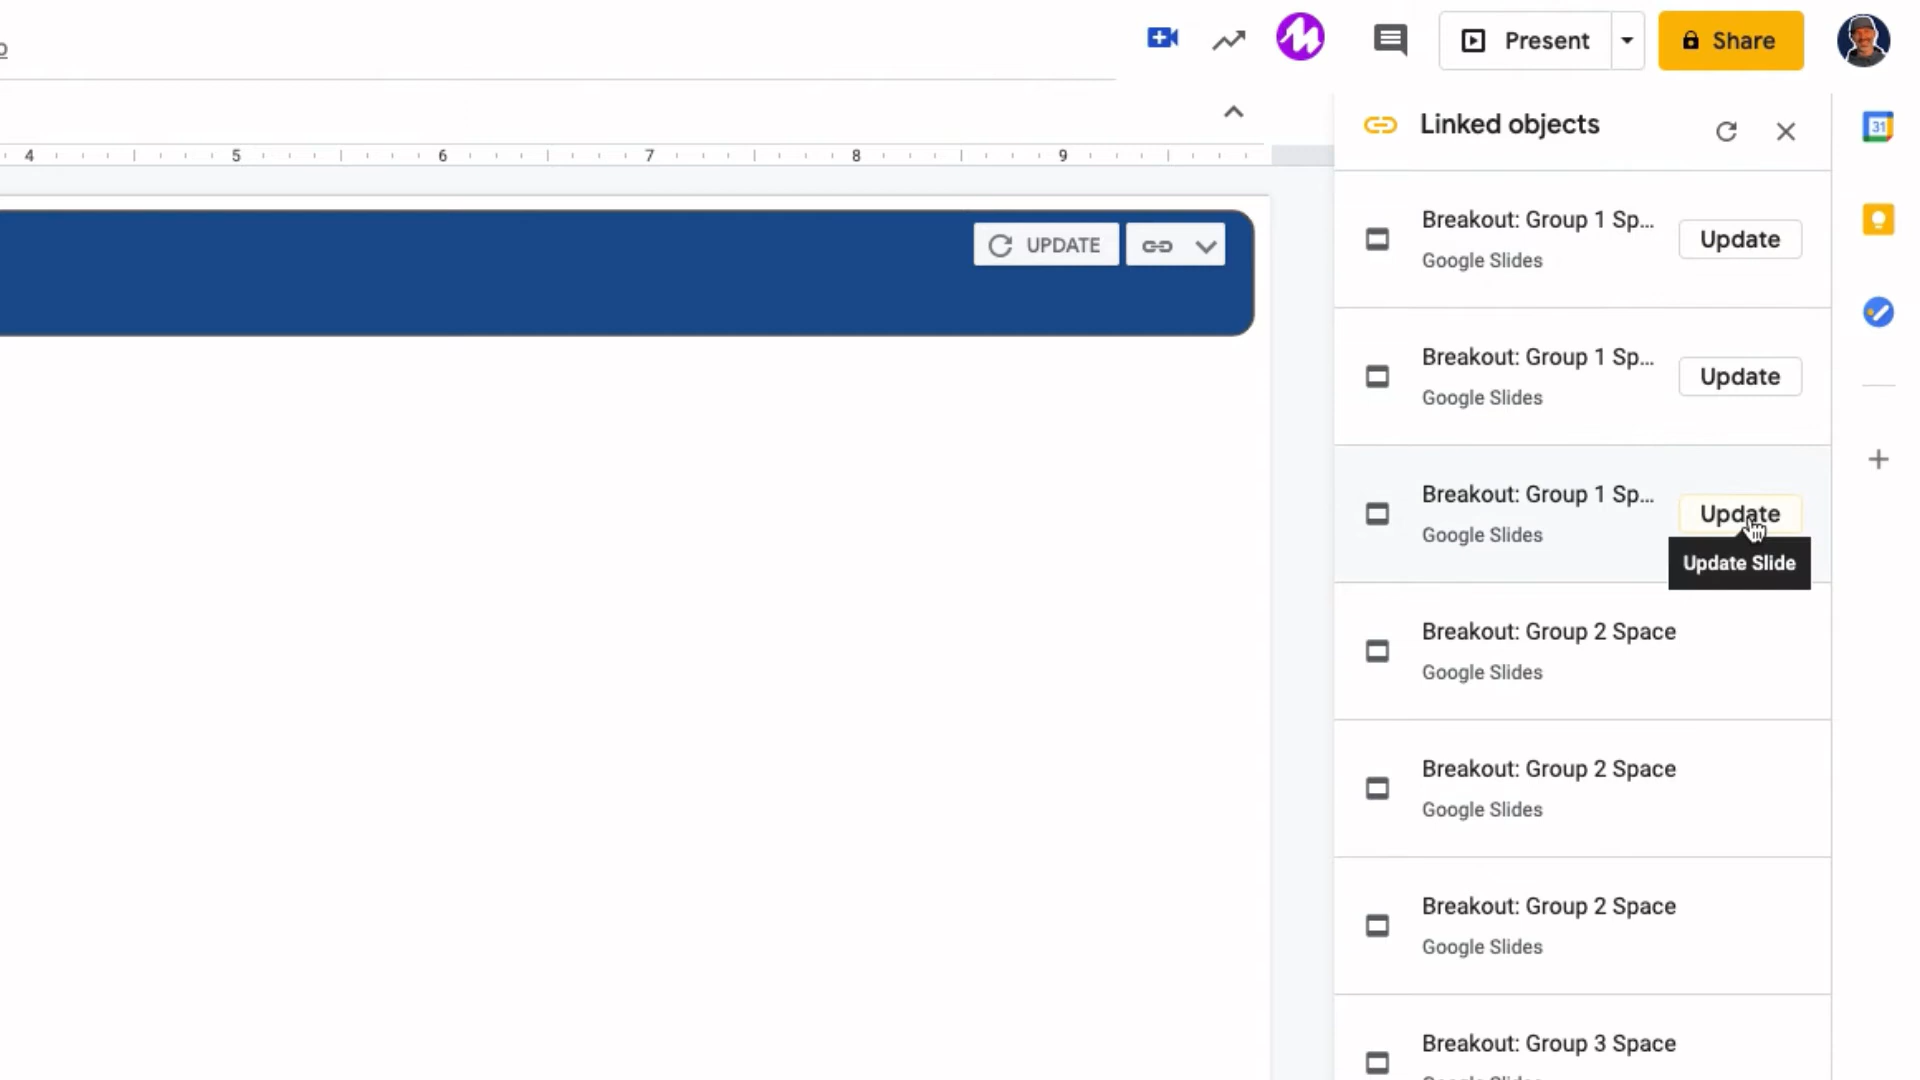 Present
Share
Linked objects
4 5 6 7 8 9
31
UPDATE
Breakout: Group 1 Sp...
Google Slides
Update
Breakout: Group 1 Sp...
Google Slides
Update
Breakout: Group 1 Sp...
Google Slides
Update
Update Slide
Breakout: Group 2 Space
Google Slides
Breakout: Group 2 Space
Google Slides
Breakout: Group 2 Space
Google Slides
Breakout: Group 3 Space